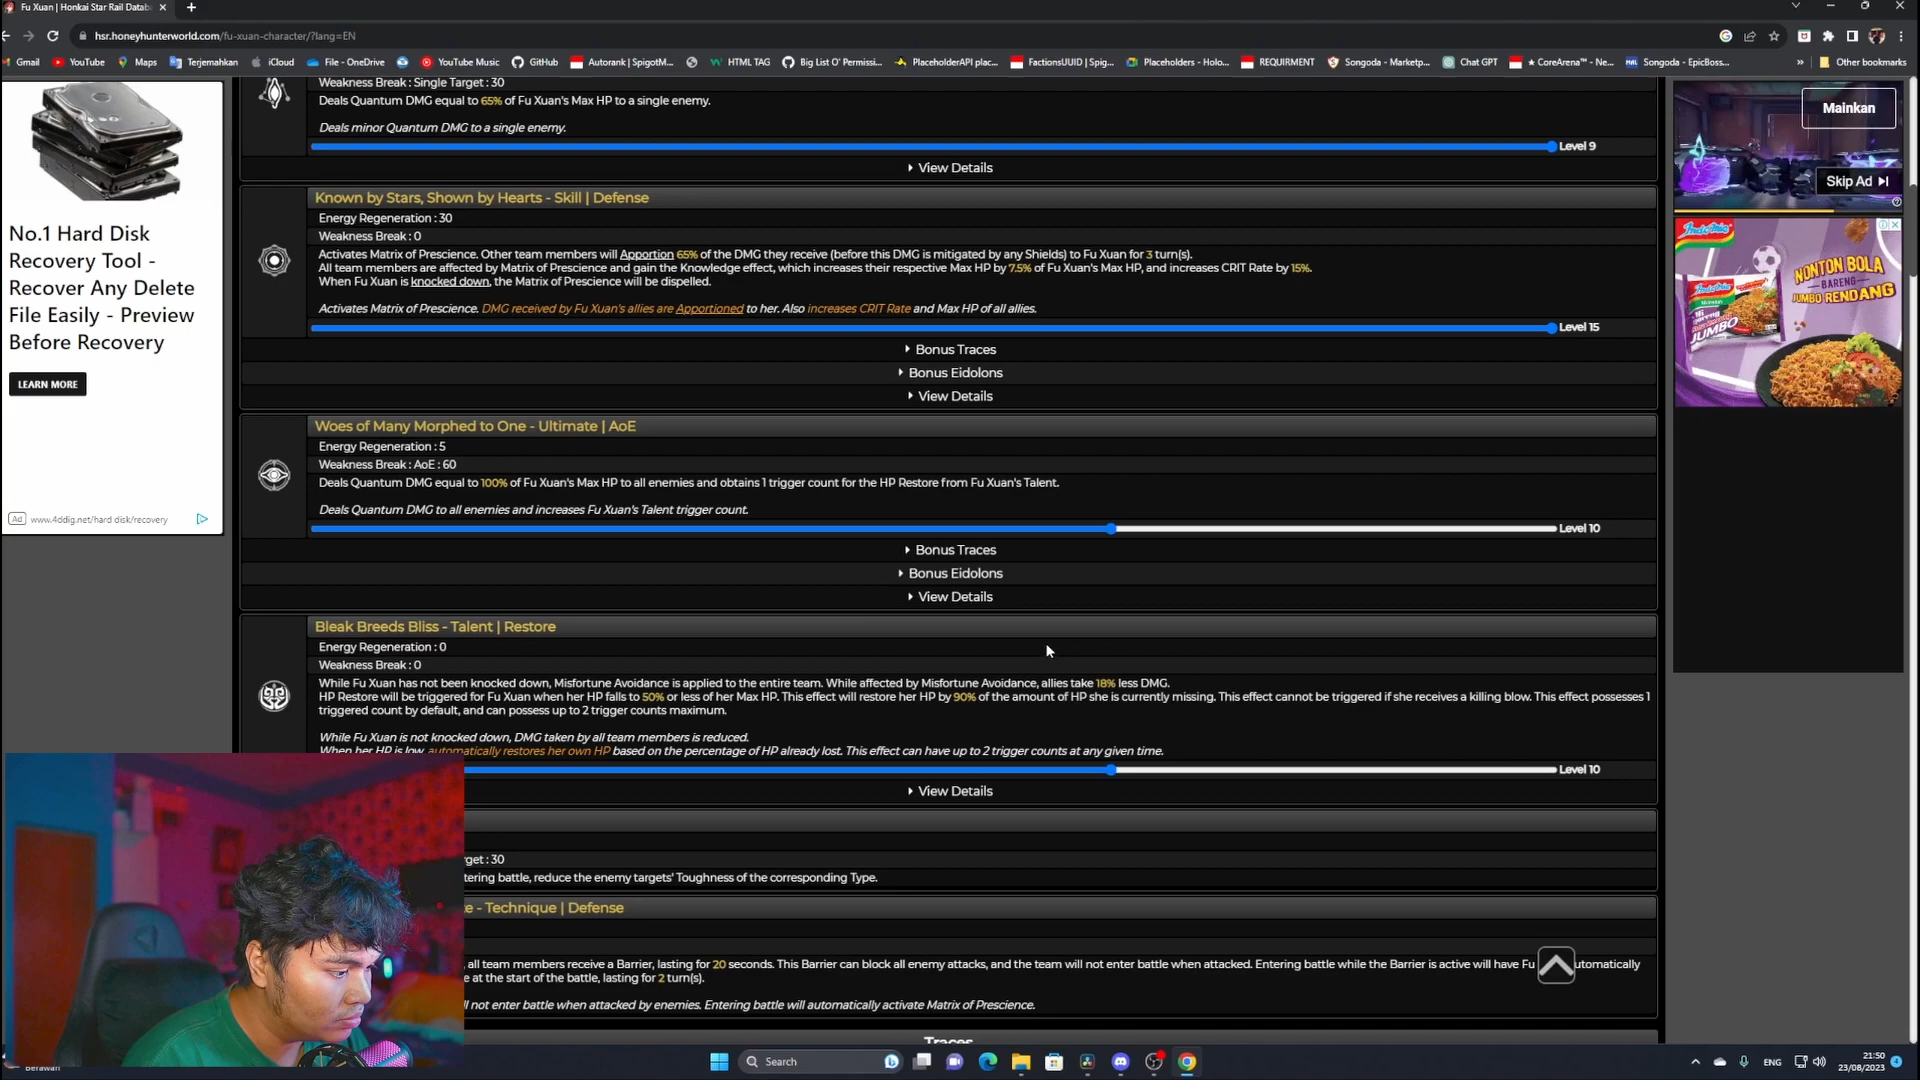 Fu Xuan | Honkai Star Rail Datab
hsr.honeyhunterworld.com/fu-xuan-character/?lang=EN
Gmail
YouTube
Maps
Terjemahkan
iCloud
File - OneDrive
YouTube Music
GitHub
Autorank | SpigotM...
HTML TAG
Big List O' Permissi...
PlaceholderAPI plac...
FactionsUUID | Spig...
Placeholders - Holo...
REQUIRMENT
Songoda - Marketp...
Chat GPT
★ CoreArena™ - Ne...
Songoda - EpicBoss...
»
Other bookmarks
Weakness Break : Single Target : 30
Deals Quantum DMG equal to 65% of Fu Xuan's Max HP to a single enemy.
Deals minor Quantum DMG to a single enemy.
Level 9
View Details
Known by Stars, Shown by Hearts - Skill | Defense
Energy Regeneration : 30
Weakness Break : 0
Activates Matrix of Prescience. Other team members will Apportion 65% of the DMG they receive (before this DMG is mitigated by any Shields) to Fu Xuan for 3 turn(s).
All team members are affected by Matrix of Prescience and gain the Knowledge effect, which increases their respective Max HP by 7.5% of Fu Xuan's Max HP, and increases CRIT Rate by 15%.
When Fu Xuan is knocked down, the Matrix of Prescience will be dispelled.
Activates Matrix of Prescience. DMG received by Fu Xuan's allies are Apportioned to her. Also increases CRIT Rate and Max HP of all allies.
Level 15
Bonus Traces
Bonus Eidolons
View Details
Woes of Many Morphed to One - Ultimate | AoE
Energy Regeneration : 5
Weakness Break : AoE : 60
Deals Quantum DMG equal to 100% of Fu Xuan's Max HP to all enemies and obtains 1 trigger count for the HP Restore from Fu Xuan's Talent.
Deals Quantum DMG to all enemies and increases Fu Xuan's Talent trigger count.
Level 10
Bonus Traces
Bonus Eidolons
View Details
Bleak Breeds Bliss - Talent | Restore
Energy Regeneration : 0
Weakness Break : 0
While Fu Xuan has not been knocked down, Misfortune Avoidance is applied to the entire team. While affected by Misfortune Avoidance, allies take 18% less DMG.
HP Restore will be triggered for Fu Xuan when her HP falls to 50% or less of her Max HP. This effect will restore her HP by 90% of the amount of HP she is currently missing. This effect cannot be triggered if she receives a killing blow. This effect possesses 1
triggered count by default, and can possess up to 2 trigger counts maximum.
While Fu Xuan is not knocked down, DMG taken by all team members is reduced.
When her HP is low, automatically restores her own HP based on the percentage of HP already lost. This effect can have up to 2 trigger counts at any given time.
Level 10
View Details
rget : 30
tering battle, reduce the enemy targets' Toughness of the corresponding Type.
e - Technique | Defense
, all team members receive a Barrier, lasting for 20 seconds. This Barrier can block all enemy attacks, and the team will not enter battle when attacked. Entering battle while the Barrier is active will have Fu utomatically
e at the start of the battle, lasting for 2 turn(s).
ll not enter battle when attacked by enemies. Entering battle will automatically activate Matrix of Prescience.
Traces
No.1 Hard Disk
Recovery Tool -
Recover Any Delete
File Easily - Preview
Before Recovery
LEARN MORE
Ad
www.4ddig.net/hard disk/recovery
Mainkan
Skip Ad
Indomie
NONTON BOLA
BARENG
JUMBO RENDANG
JUMBO
Berawan
Search
ENG
21:50
23/08/2023
4